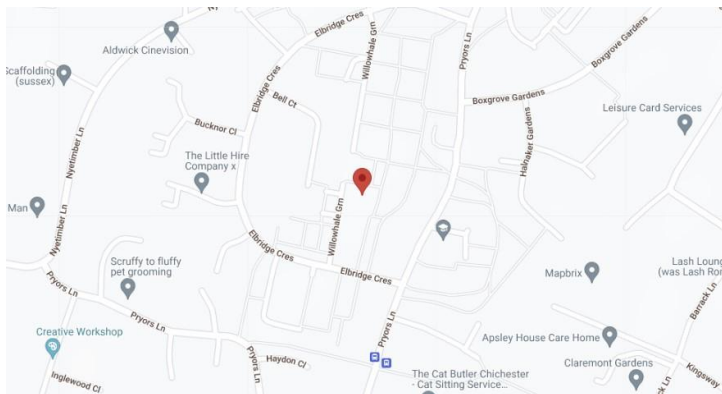 Elbridge Cres
Willowhale Grn
Pryors Ln
Boxgrove Gardens
Aldwick Cinevision
Scaffolding
(sussex)
Nyetimber Ln
Elbridge Cres
Bell Ct
Boxgrove Gardens
Leisure Card Services
Bucknor Cl
Halnaker Gardens
The Little Hire
Company x
Man
Nyetimber Ln
Willowhale Grn
Elbridge Cres
Scruffy to fluffy
pet grooming
Elbridge Cres
Mapbrix
Lash Loung
(was Lash Ro
Pryors Ln
Barrack Ln
Pryors Ln
Creative Workshop
Pryors Ln
Apsley House Care Home
Pryors Ln
Haydon Cl
Claremont Gardens
Kingsway
Inglewood Cl
The Cat Butler Chichester
- Cat Sitting Service...